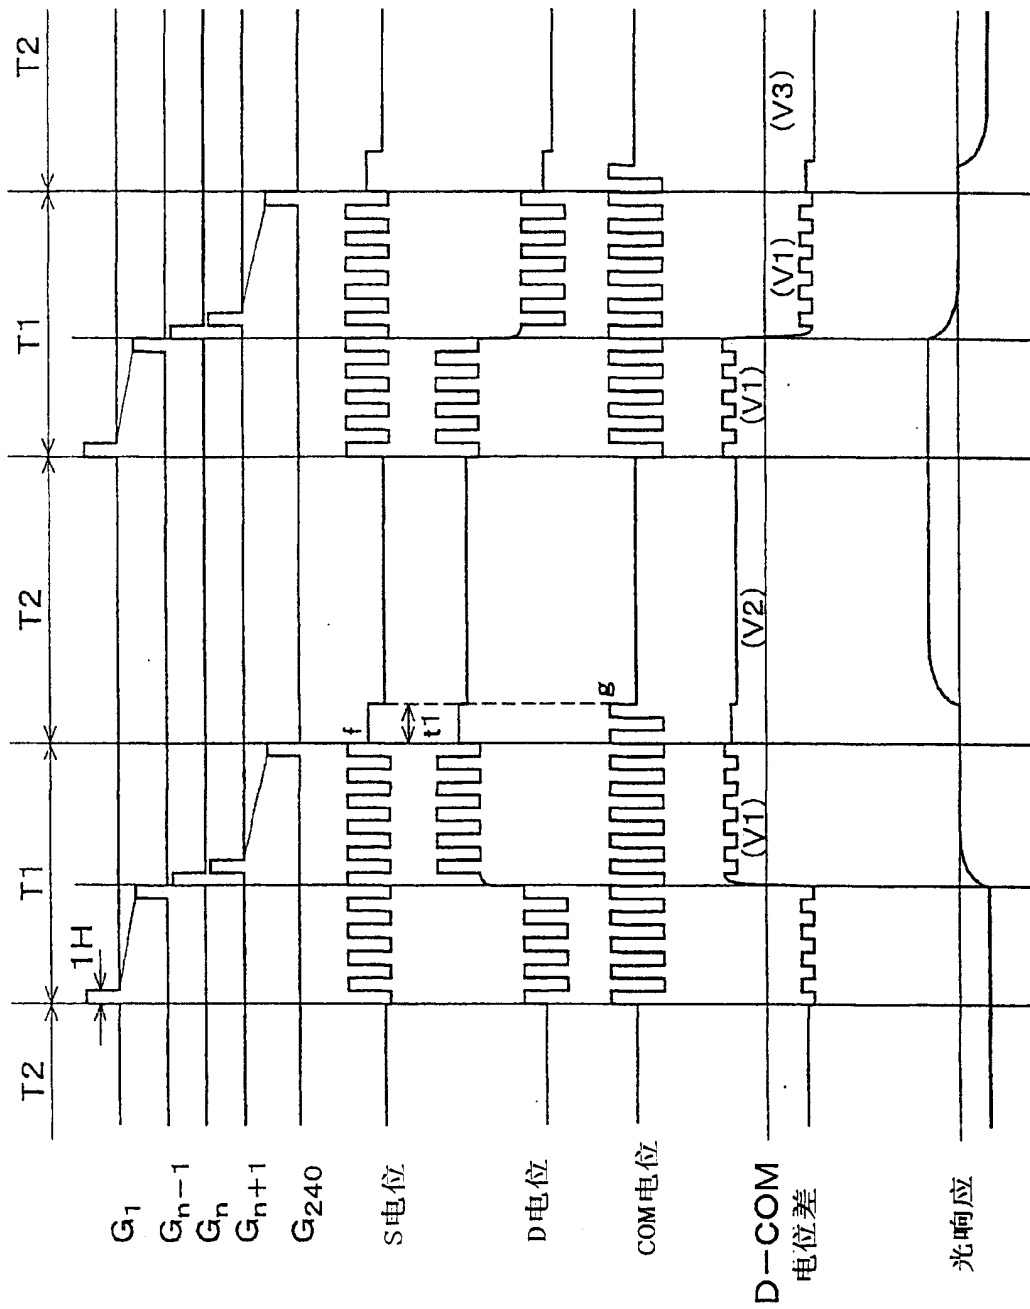 T2
T1
T2
T1
T2
1H
G1
Gn−1
Gn
Gn+1
G240
S电位
f
t1
D电位
COM电位
g
D−COM
电位差
(V1)
(V2)
(V1)
(V1)
(V3)
光响应